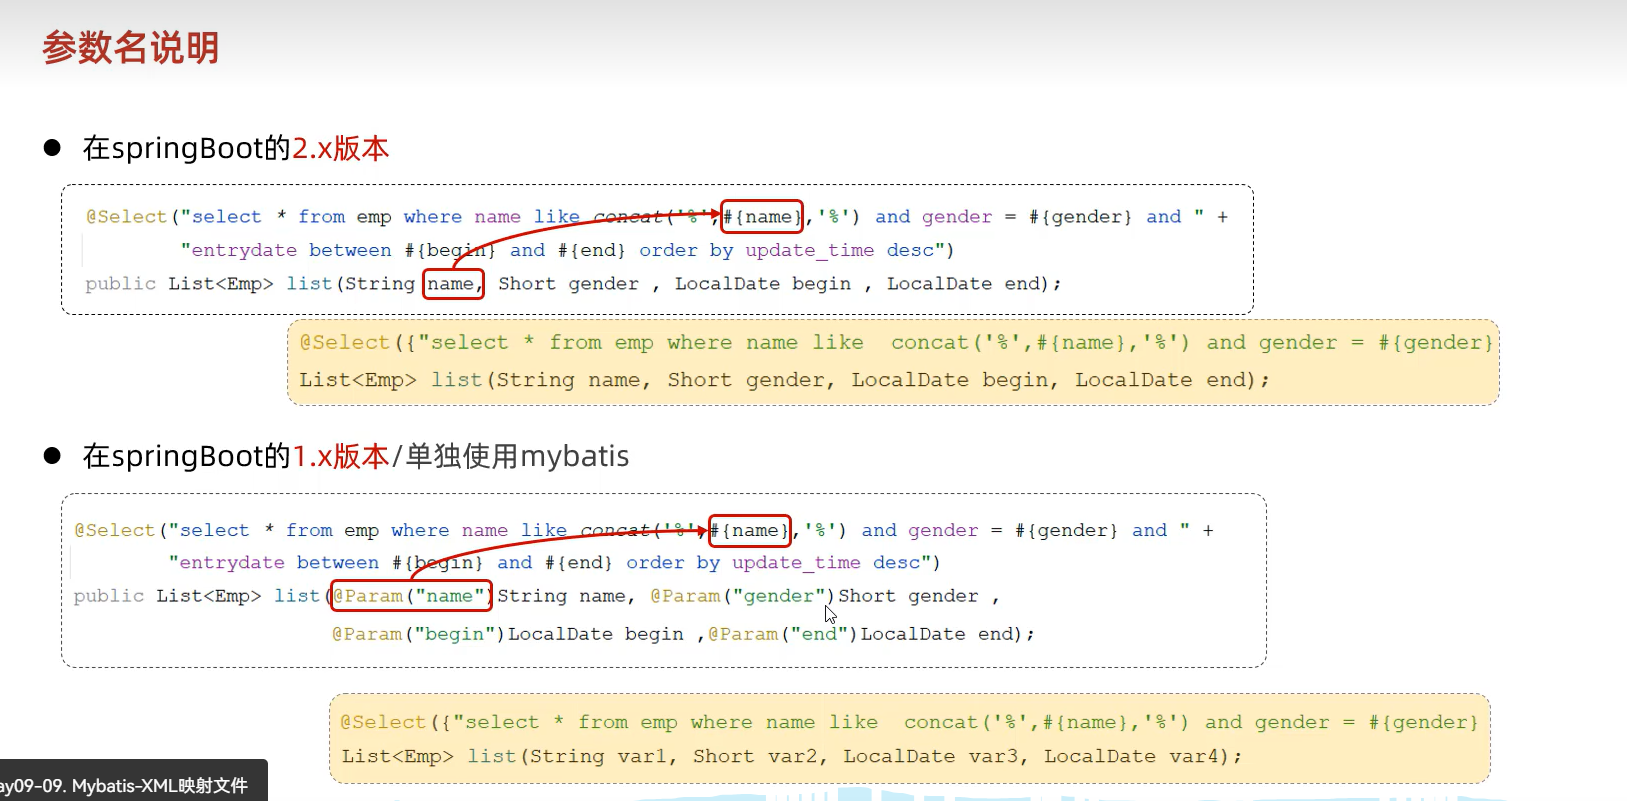 参数名说明
● 在springBoot的2.x版本
@Select("select * from emp where name like concat('%',#{name},'%') and gender = #{gender} and " +
"entrydate between #{begin} and #{end} order by update_time desc")
public List<Emp> list(String name, Short gender , LocalDate begin , LocalDate end);
@Select({"select * from emp where name like  concat('%',#{name},'%') and gender = #{gender}
List<Emp> list(String name, Short gender, LocalDate begin, LocalDate end);
● 在springBoot的1.x版本/单独使用mybatis
@Select("select * from emp where name like concat('%',#{name},'%') and gender = #{gender} and " +
"entrydate between #{begin} and #{end} order by update_time desc")
public List<Emp> list(@Param("name")String name, @Param("gender")Short gender ,
@Param("begin")LocalDate begin ,@Param("end")LocalDate end);
@Select({"select * from emp where name like  concat('%',#{name},'%') and gender = #{gender}
List<Emp> list(String var1, Short var2, LocalDate var3, LocalDate var4);
ay09-09. Mybatis-XML映射文件